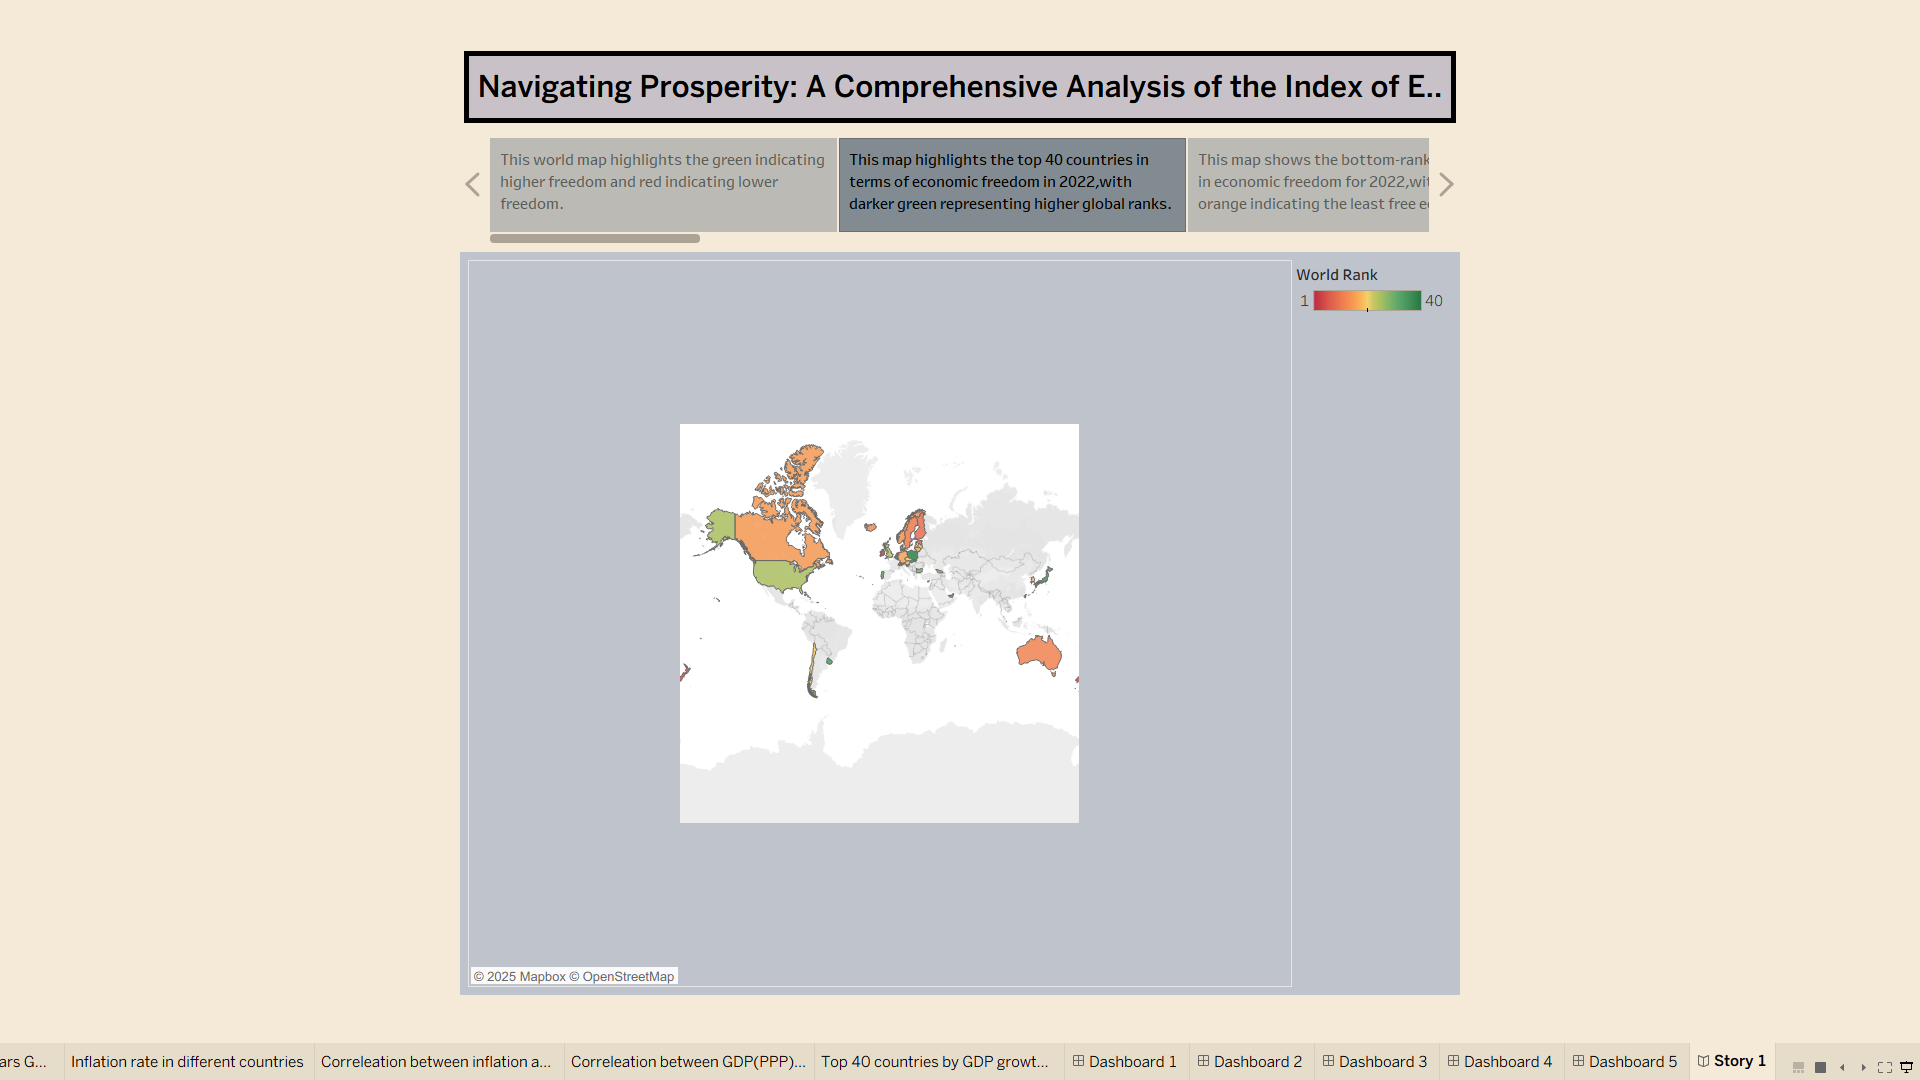 Navigating Prosperity: A Comprehensive Analysis of the Index of E..
This world map highlights the green indicating
higher freedom and red indicating lower
freedom.
This map highlights the top 40 countries in
terms of economic freedom in 2022,with
darker green representing higher global ranks.
This map shows the bottom-rank
in economic freedom for 2022,wit
orange indicating the least free e
World Rank
1
40
© 2025 Mapbox © OpenStreetMap
ars G...
Inflation rate in different countries
Correleation between inflation a...
Correleation between GDP(PPP)...
Top 40 countries by GDP growt...
Dashboard 1
Dashboard 2
Dashboard 3
Dashboard 4
Dashboard 5
Story 1